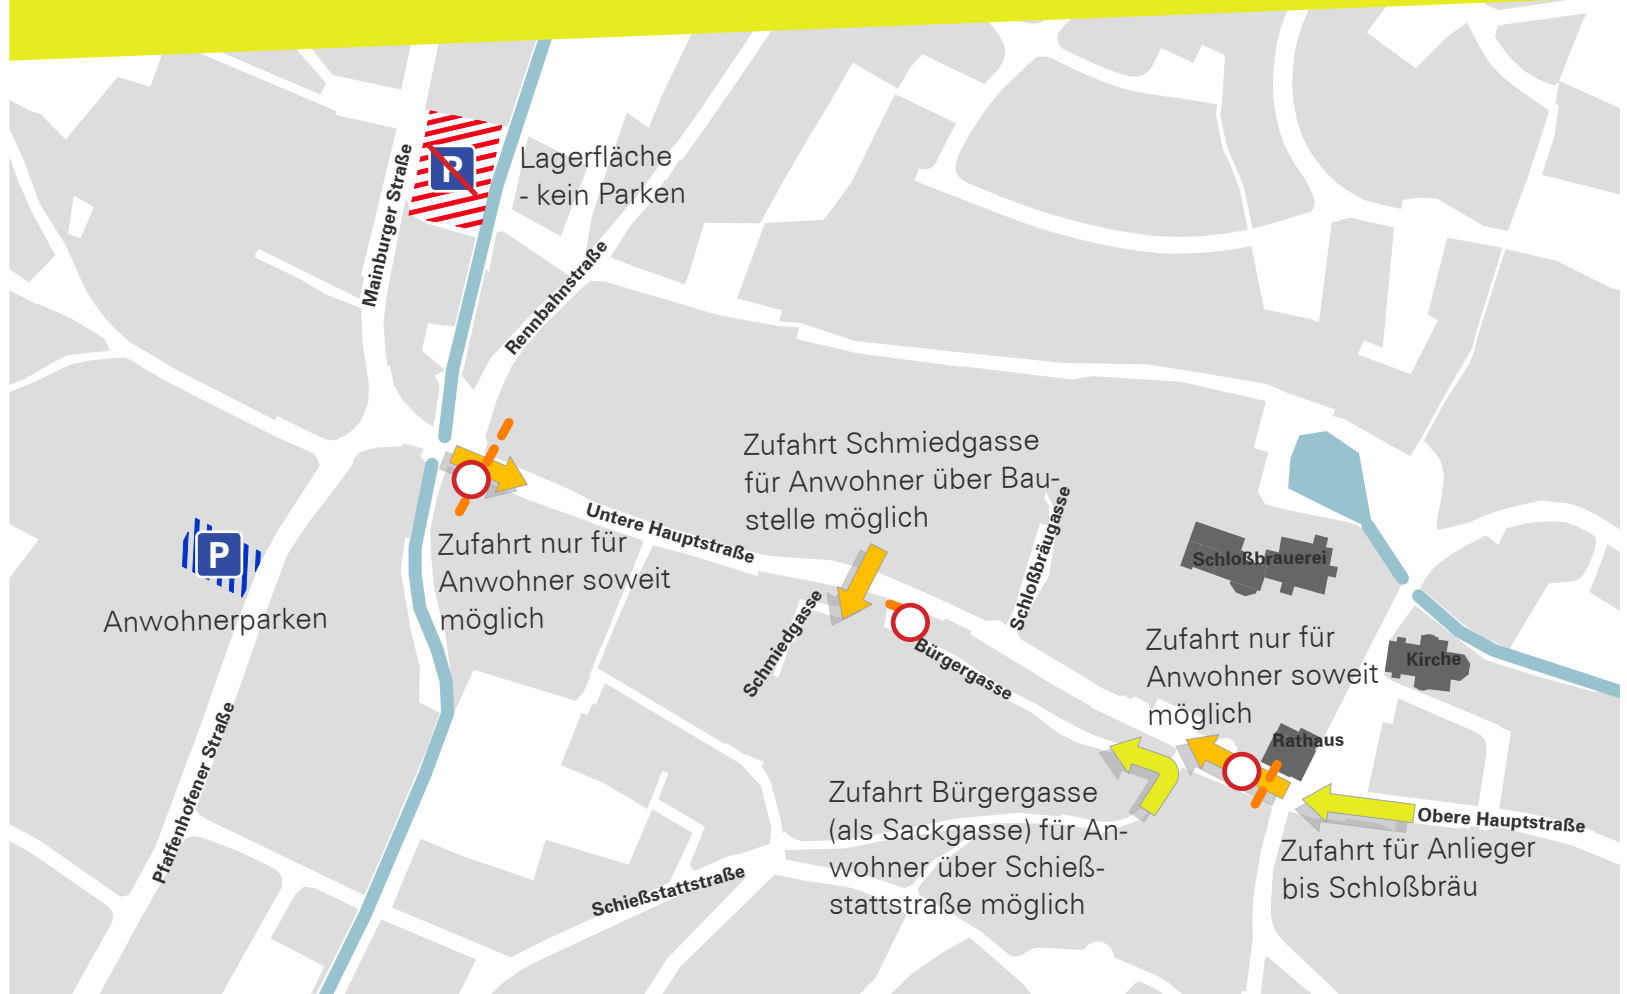 Mainburger Straße
P
Lagerfläche
- kein Parken
Rennbahnstraße
Zufahrt Schmiedgasse
für Anwohner über Bau-
stelle möglich
Untere Hauptstraße
Schloßbräugasse
P
Anwohnerparken
Zufahrt nur für
Anwohner soweit
möglich
Schloßbrauerei
Schmiedgasse
Bürgergasse
Zufahrt nur für
Anwohner soweit
möglich
Kirche
Rathaus
Pfaffenhofener Straße
Zufahrt Bürgergasse
(als Sackgasse) für An-
wohner über Schieß-
stattstraße möglich
Obere Hauptstraße
Zufahrt für Anlieger
bis Schloßbräu
Schießstattstraße